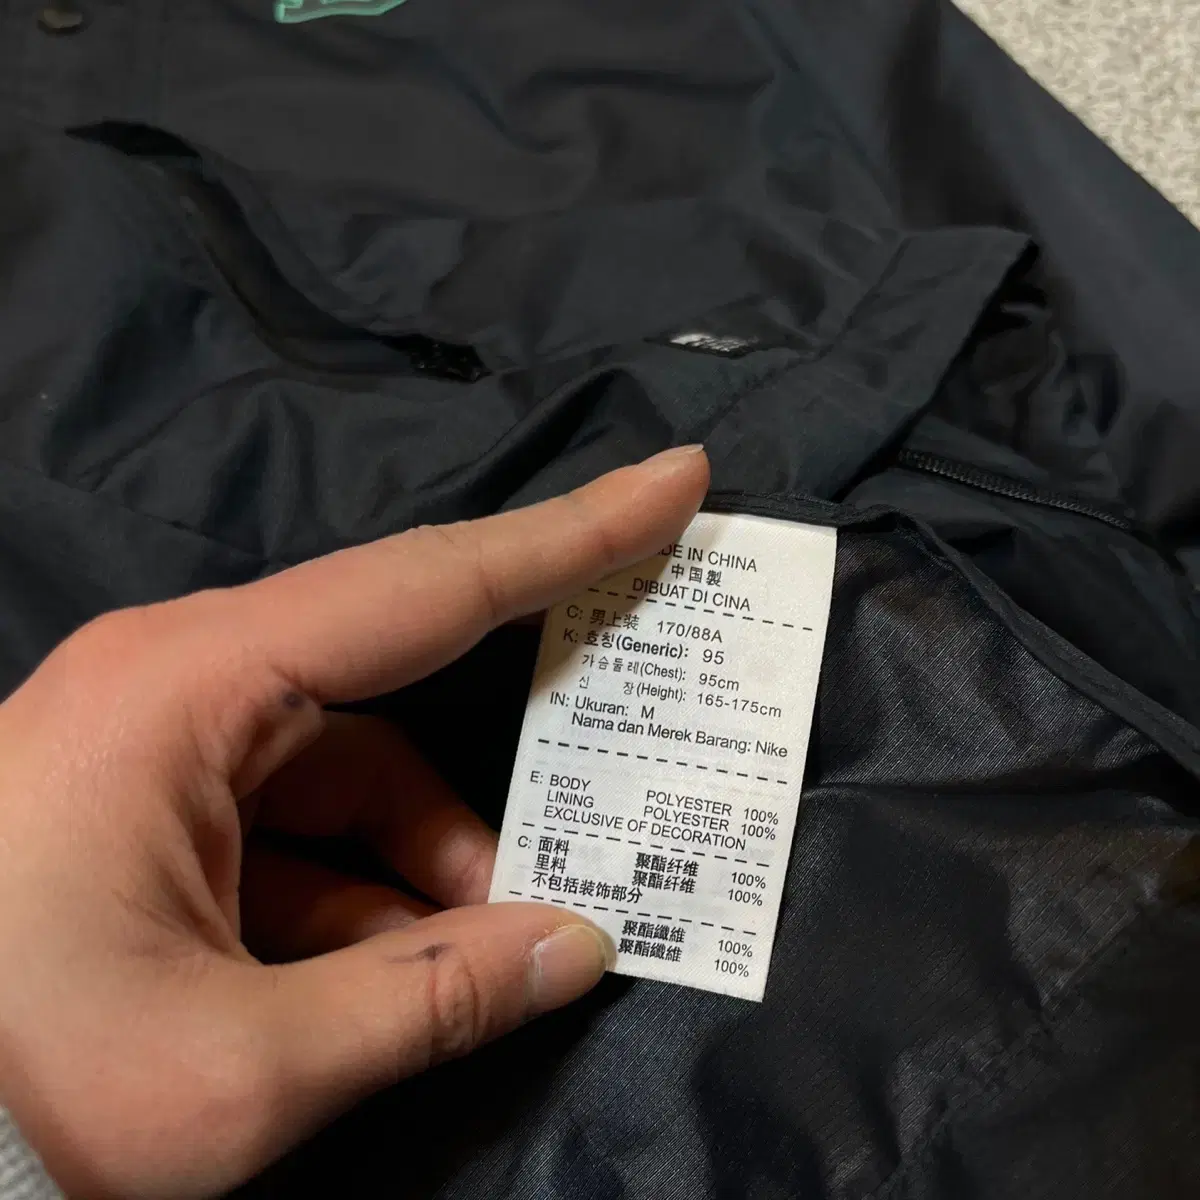 DE IN CHINA
中国製
DIBUAT DI CINA
C: 男上装 170/88A
K: 호칭(Generic): 95
가슴둘레(Chest): 95cm
신 장(Height): 165-175cm
IN: Ukuran: M
Nama dan Merek Barang: Nike
E: BODY POLYESTER 100%
LINING POLYESTER 100%
EXCLUSIVE OF DECORATION
C: 面料 聚酯纤维 100%
里料 聚酯纤维 100%
不包括装饰部分
聚酯纖維 100%
聚酯纖維 100%